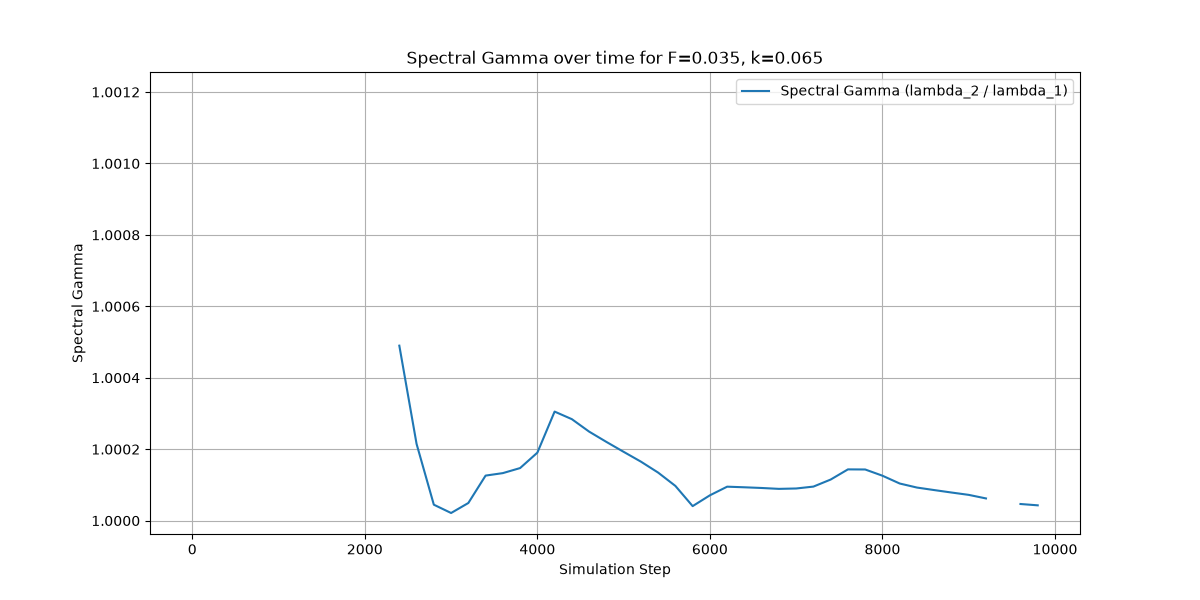 Spectral Gamma over time for F=0.035, k=0.065
Spectral Gamma (lambda_2 / lambda_1)
1.0012
1.0010
1.0008
1.0006
1.0004
1.0002
1.0000
Spectral Gamma
0 2000 4000 6000 8000 10000
Simulation Step